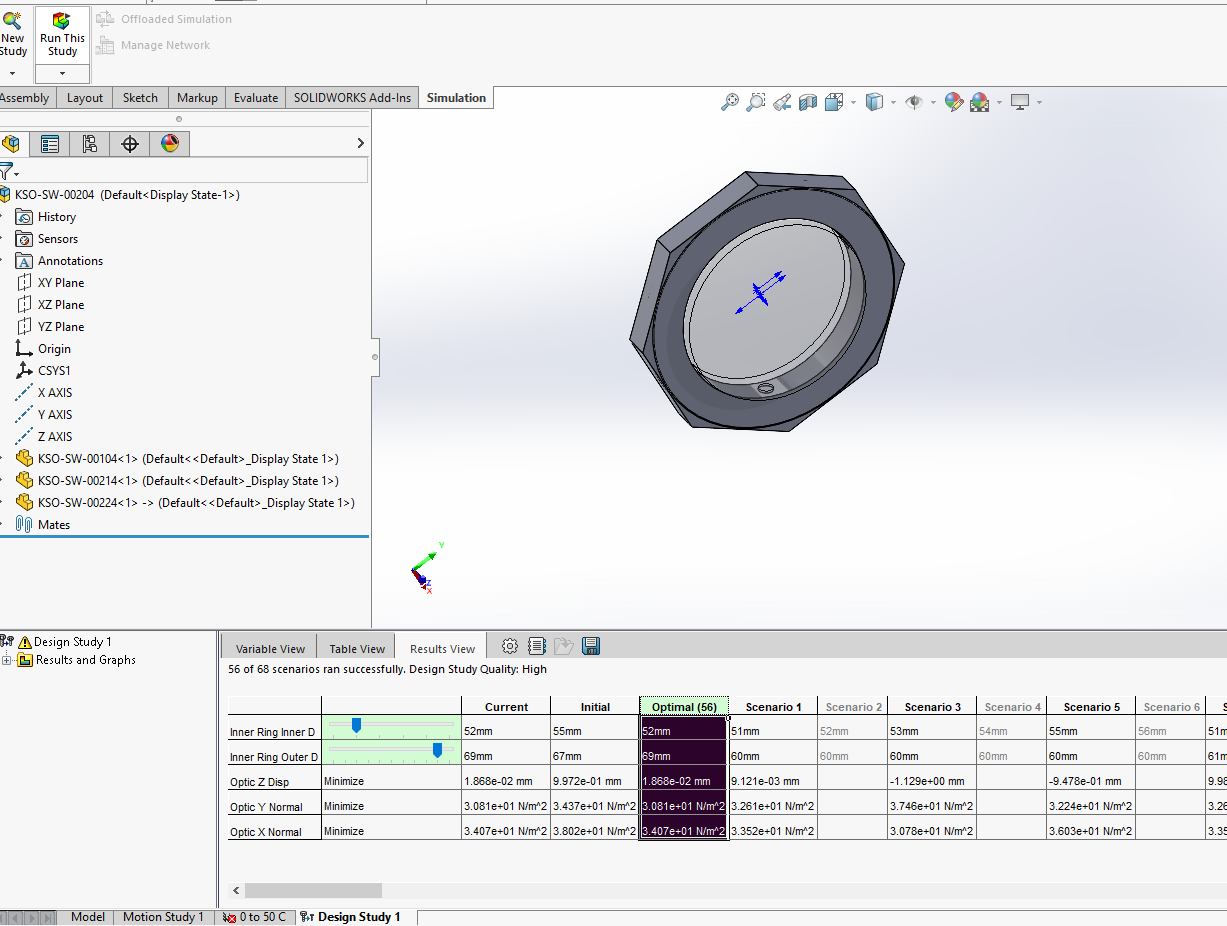 New Study
Run This Study
Offloaded Simulation
Manage Network
Assembly Layout Sketch Markup Evaluate SOLIDWORKS Add-Ins Simulation
KSO-SW-00204 (Default<Display State-1>)
History
Sensors
Annotations
XY Plane
XZ Plane
YZ Plane
Origin
CSYS1
X AXIS
Y AXIS
Z AXIS
KSO-SW-00104<1> (Default<<Default>_Display State 1>)
KSO-SW-00214<1> (Default<<Default>_Display State 1>)
KSO-SW-00224<1> -> (Default<<Default>_Display State 1>)
Mates
Y
Z
X
Design Study 1
Results and Graphs
Variable View Table View Results View
56 of 68 scenarios ran successfully. Design Study Quality: High
Current Initial Optimal (56) Scenario 1 Scenario 2 Scenario 3 Scenario 4 Scenario 5 Scenario 6 S
Inner Ring Inner D 52mm 55mm 52mm 51mm 52mm 53mm 54mm 55mm 56mm 51m
Inner Ring Outer D 69mm 67mm 69mm 60mm 60mm 60mm 60mm 60mm 60mm 61m
Optic Z Disp Minimize 1.868e-02 mm 9.972e-01 mm 1.868e-02 mm 9.121e-03 mm -1.129e+00 mm -9.478e-01 mm 9.98
Optic Y Normal Minimize 3.081e+01 N/m^2 3.437e+01 N/m^2 3.081e+01 N/m^2 3.261e+01 N/m^2 3.746e+01 N/m^2 3.224e+01 N/m^2 3.26
Optic X Normal Minimize 3.407e+01 N/m^2 3.802e+01 N/m^2 3.407e+01 N/m^2 3.352e+01 N/m^2 3.078e+01 N/m^2 3.603e+01 N/m^2 3.35
Model Motion Study 1 0 to 50 C Design Study 1